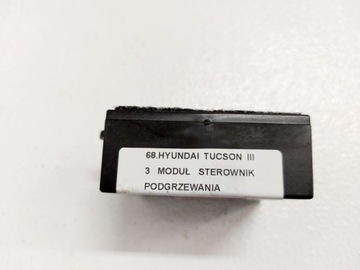 68.HYUNDAI TUCSON III
3 MODUŁ STEROWNIK
PODGRZEWANIA